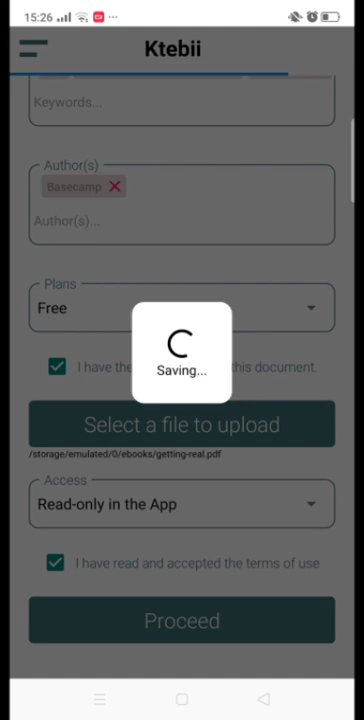 15:26
Ktebii
Keywords...
Author(s)
Basecamp
Author(s)...
Plans
Free
I have the this document.
Saving...
Select a file to upload
/storage/emulated/0/ebooks/getting-real.pdf
Access
Read-only in the App
I have read and accepted the terms of use
Proceed